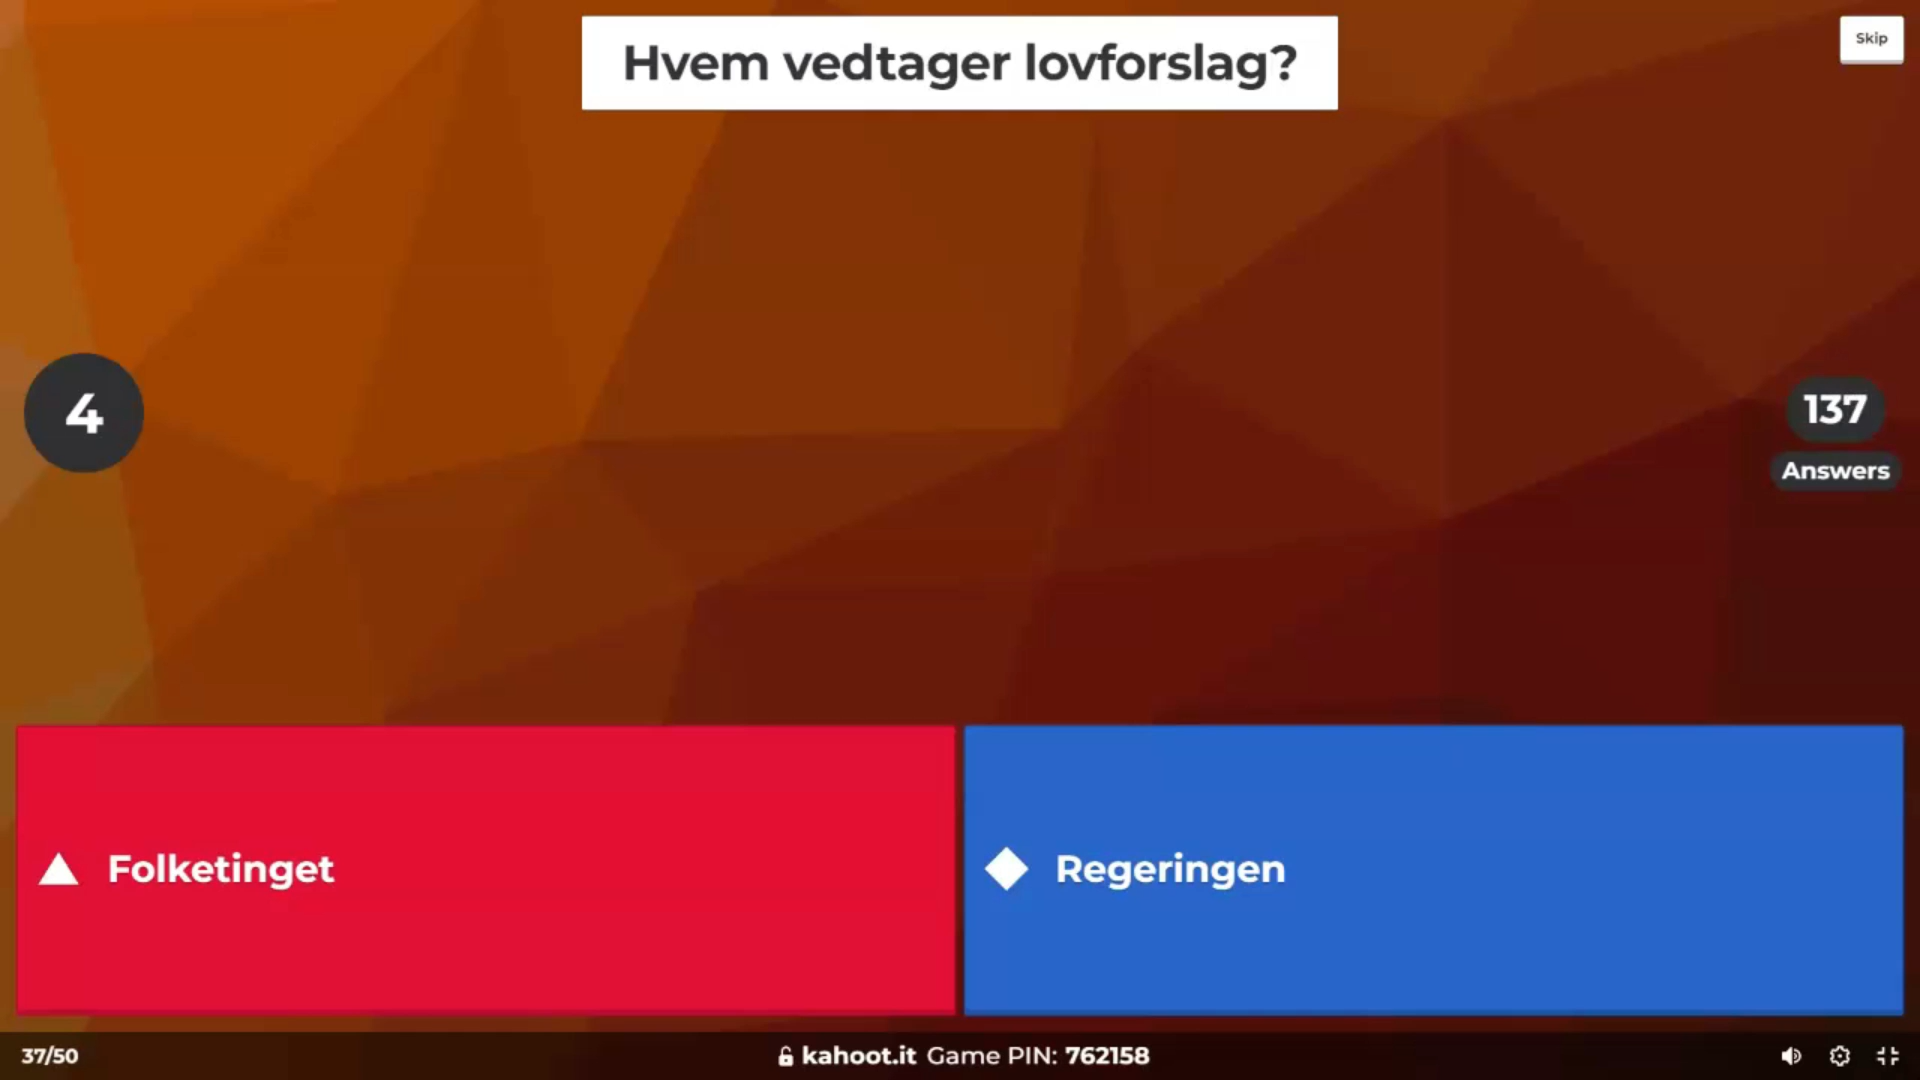 Hvem vedtager lovforslag?
Skip
4
137
Answers
Folketinget
Regeringen
37/50
kahoot.it Game PIN: 762158